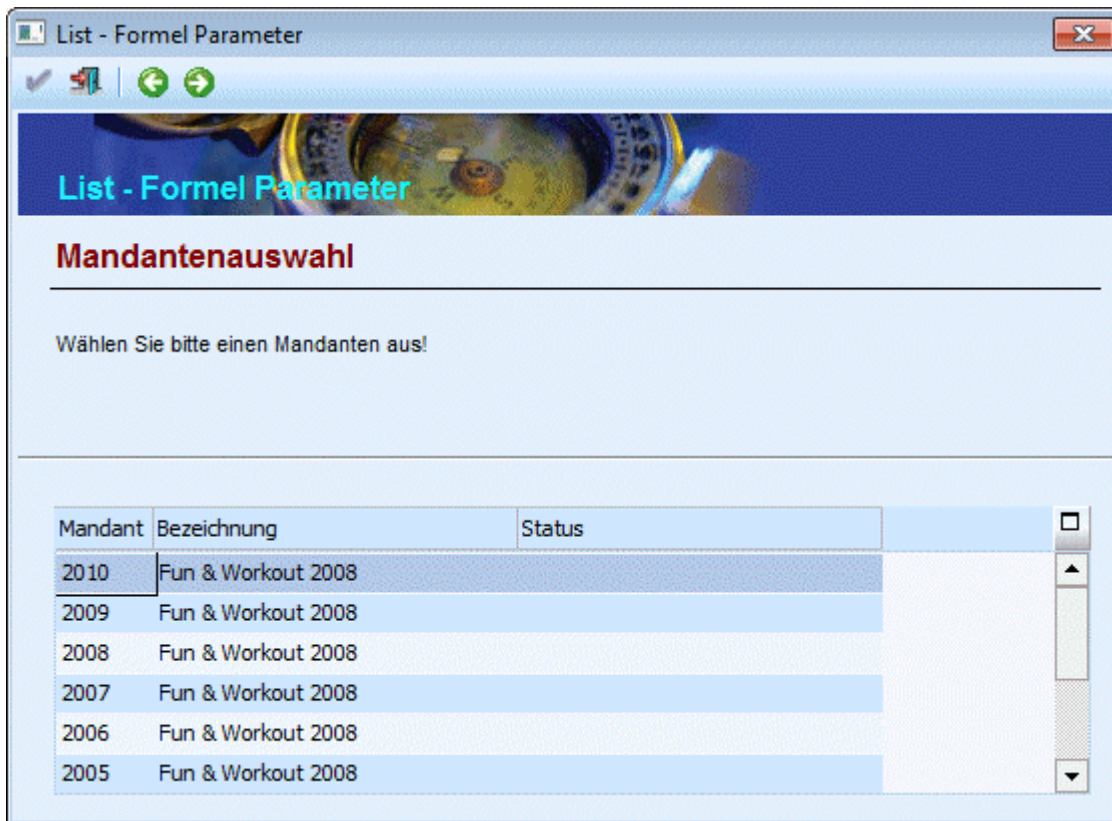 List - Formel Parameter
List - Formel Parameter
Mandantenauswahl
Wählen Sie bitte einen Mandanten aus!
Mandant Bezeichnung Status
2010 Fun & Workout 2008
2009 Fun & Workout 2008
2008 Fun & Workout 2008
2007 Fun & Workout 2008
2006 Fun & Workout 2008
2005 Fun & Workout 2008